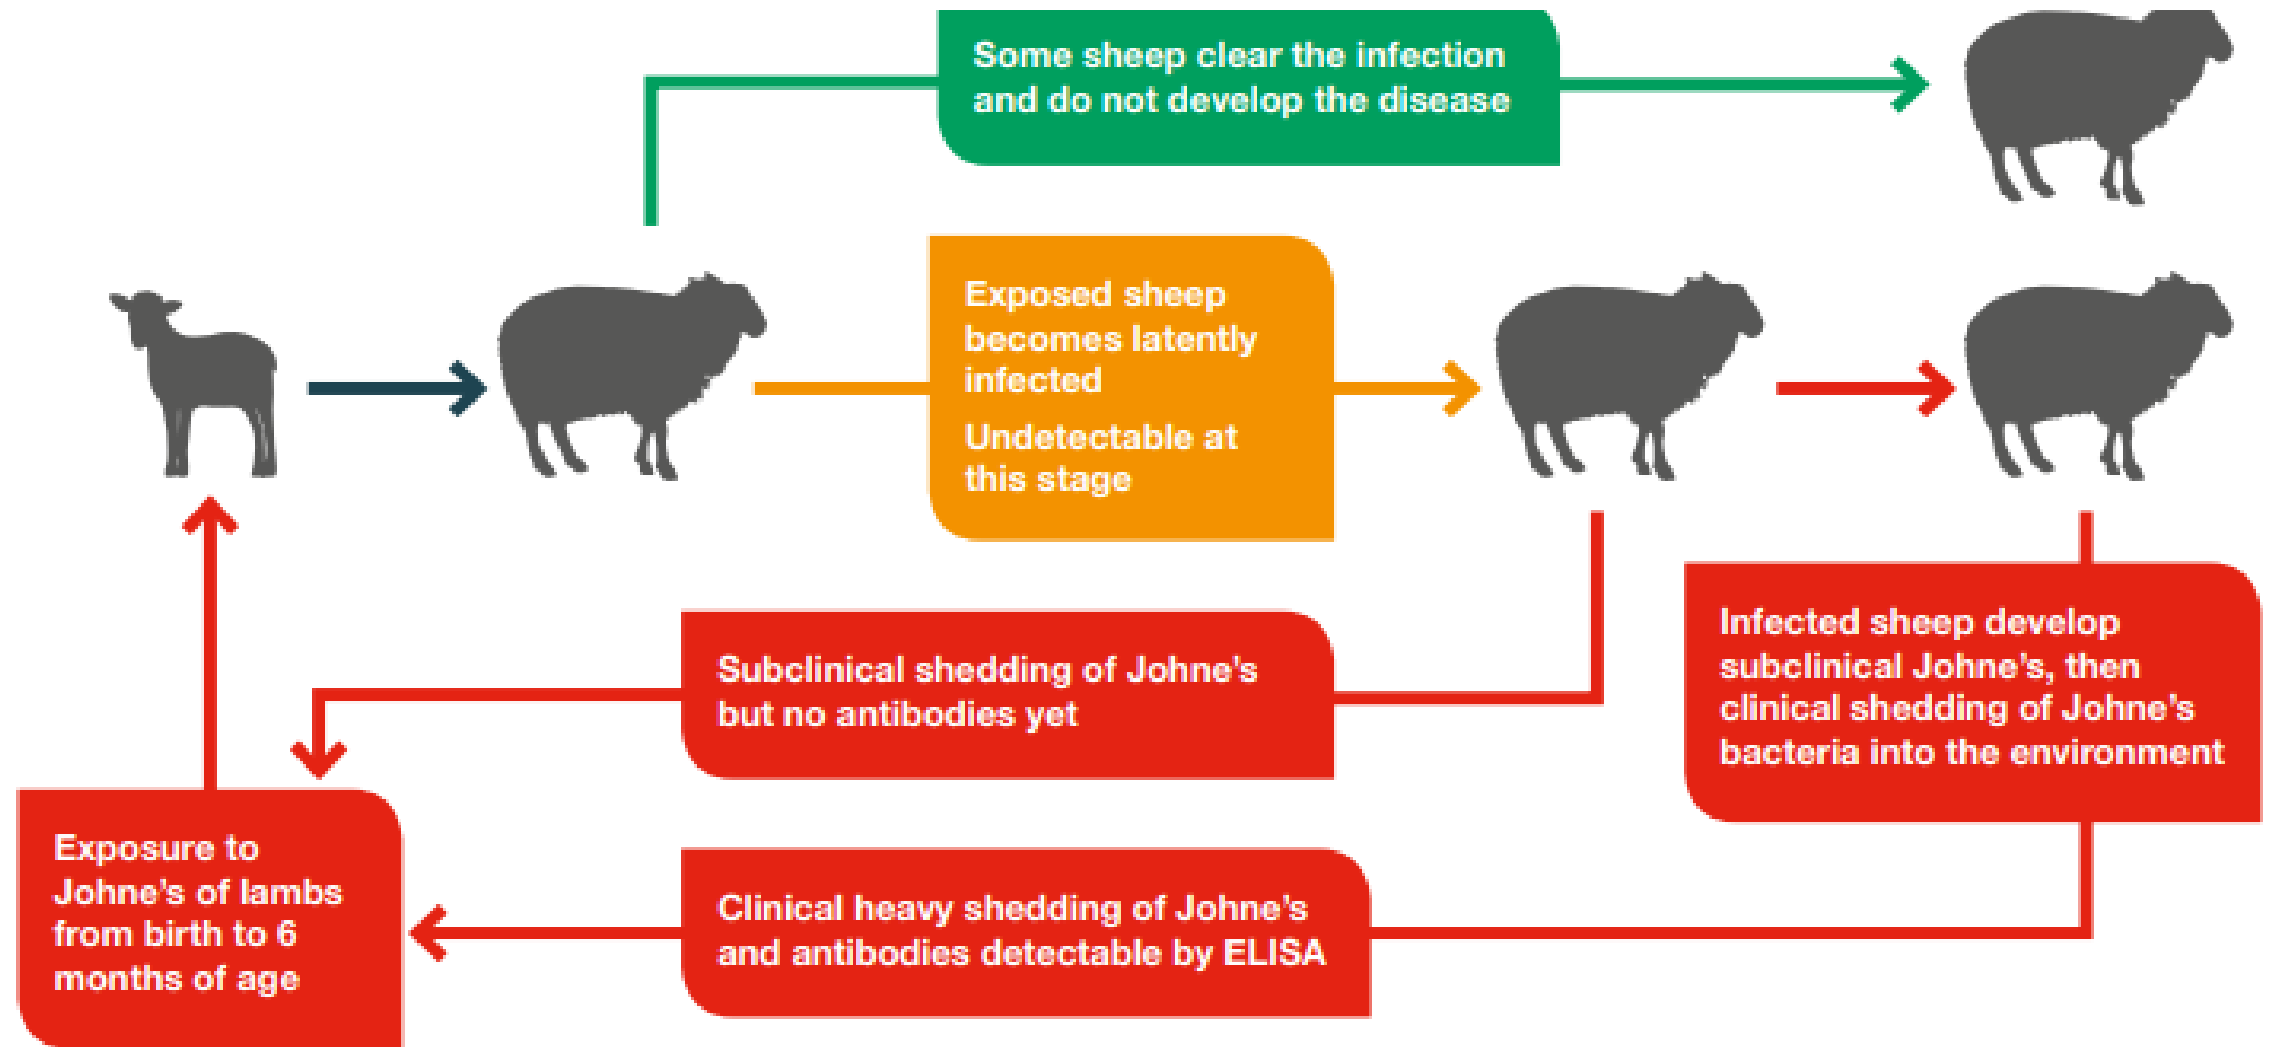 Some sheep clear the infection
and do not develop the disease
Exposed sheep
becomes latently
infected
Undetectable at
this stage
Infected sheep develop
subclinical Johne's, then
clinical shedding of Johne's
bacteria into the environment
Subclinical shedding of Johne's
but no antibodies yet
Exposure to
Johne's of lambs
from birth to 6
months of age
Clinical heavy shedding of Johne's
and antibodies detectable by ELISA